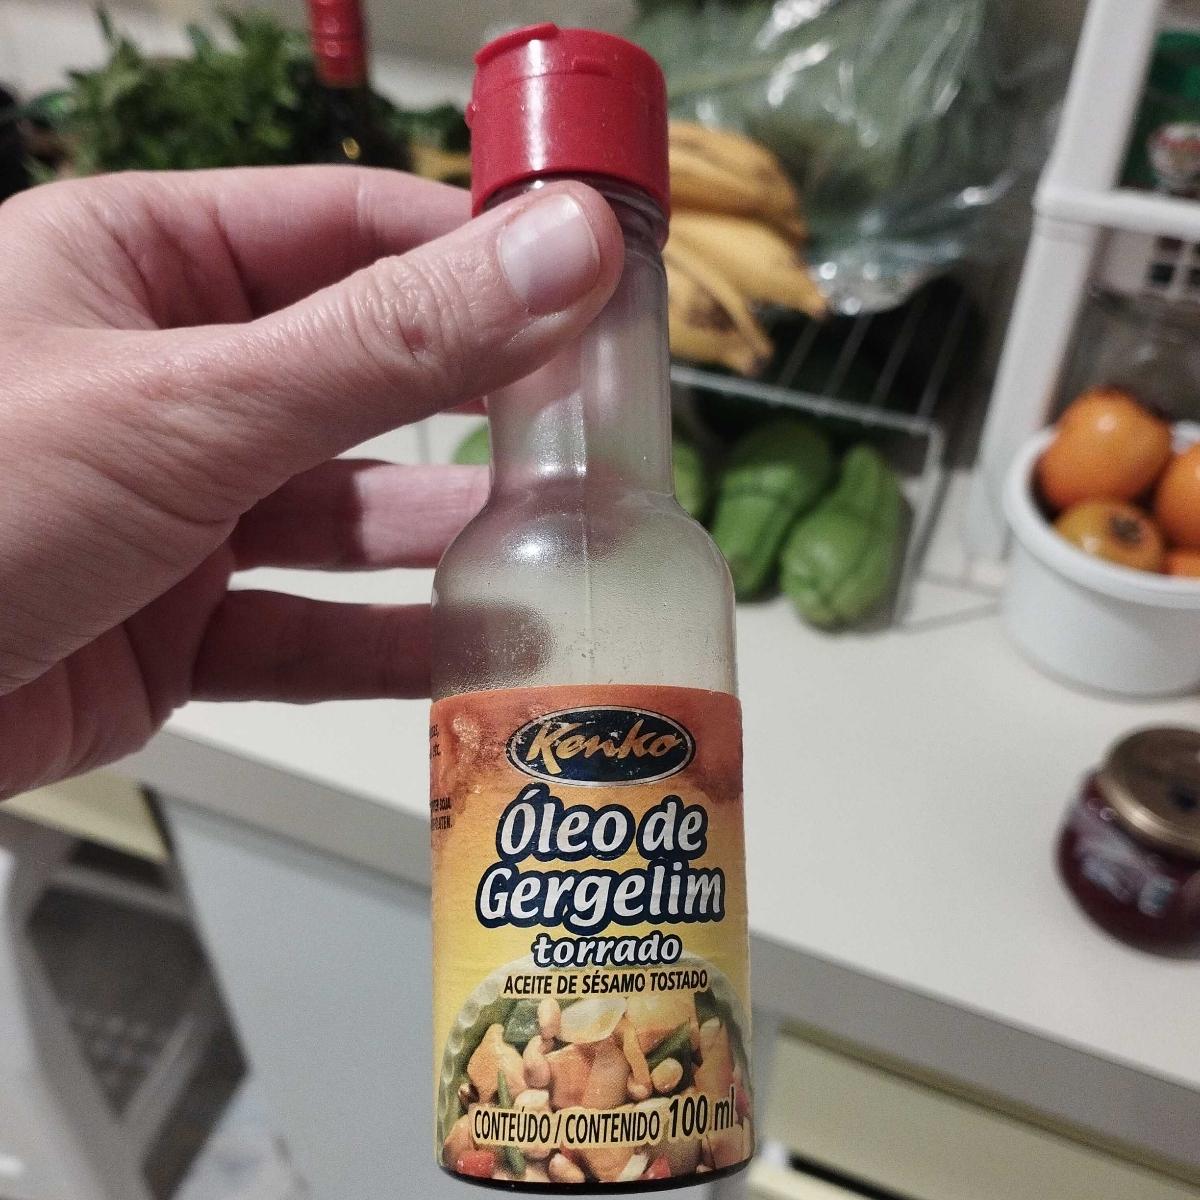 Kenko
Óleo de
Gergelim
torrado
ACEITE DE SÉSAMO TOSTADO
CONTEÚDO / CONTENIDO 100 ml